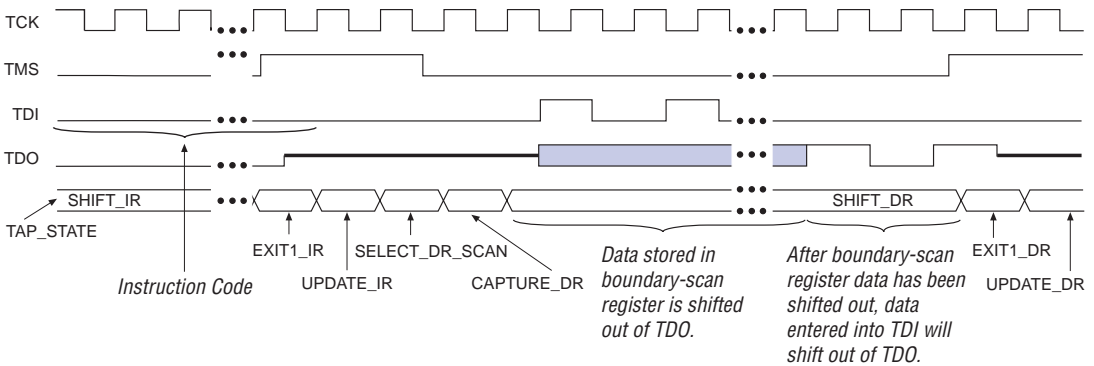 TCK
TMS
TDI
TDO
SHIFT_IR
SHIFT_DR
TAP_STATE
EXIT1_IR
SELECT_DR_SCAN
EXIT1_DR
Instruction Code
UPDATE_IR
CAPTURE_DR
UPDATE_DR
Data stored in
boundary-scan
register is shifted
out of TDO.
After boundary-scan
register data has been
shifted out, data
entered into TDI will
shift out of TDO.